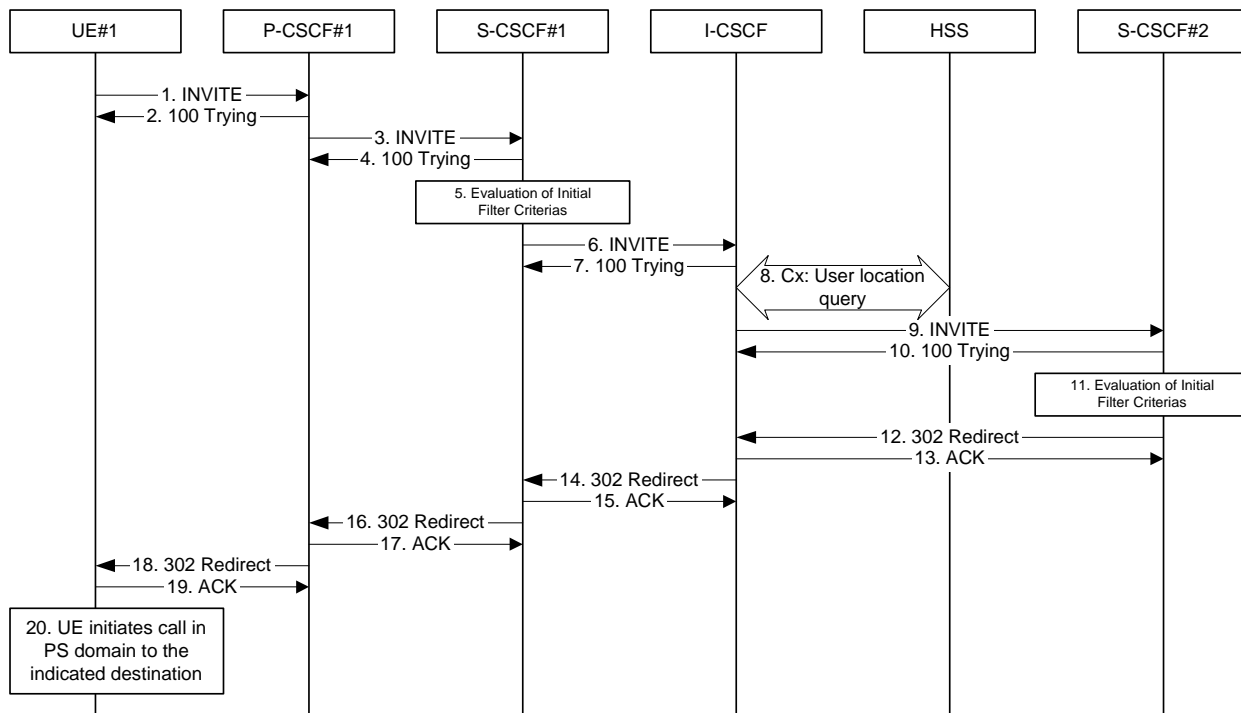 UE#1
P-CSCF#1
S-CSCF#1
I-CSCF
HSS
S-CSCF#2
1. INVITE
2. 100 Trying
3. INVITE
4. 100 Trying
5. Evaluation of Initial
Filter Criterias
6. INVITE
7. 100 Trying
8. Cx: User location
query
9. INVITE
10. 100 Trying
11. Evaluation of Initial
Filter Criterias
12. 302 Redirect
13. ACK
14. 302 Redirect
15. ACK
16. 302 Redirect
17. ACK
18. 302 Redirect
19. ACK
20. UE initiates call in
PS domain to the
indicated destination